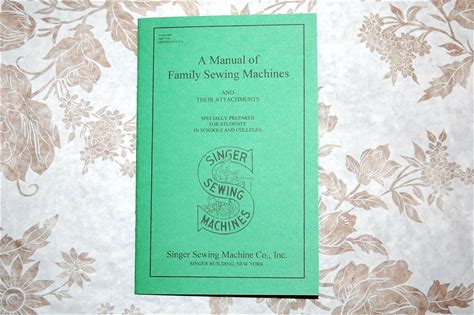 A Manual of
Family Sewing Machines
AND
THEIR ATTACHMENTS
SPECIALLY PREPARED
FOR STUDENTS
IN SCHOOLS AND COLLEGES
SINGER
SEWING
MACHINES
Singer Sewing Machine Co., Inc.
SINGER BUILDING, NEW YORK